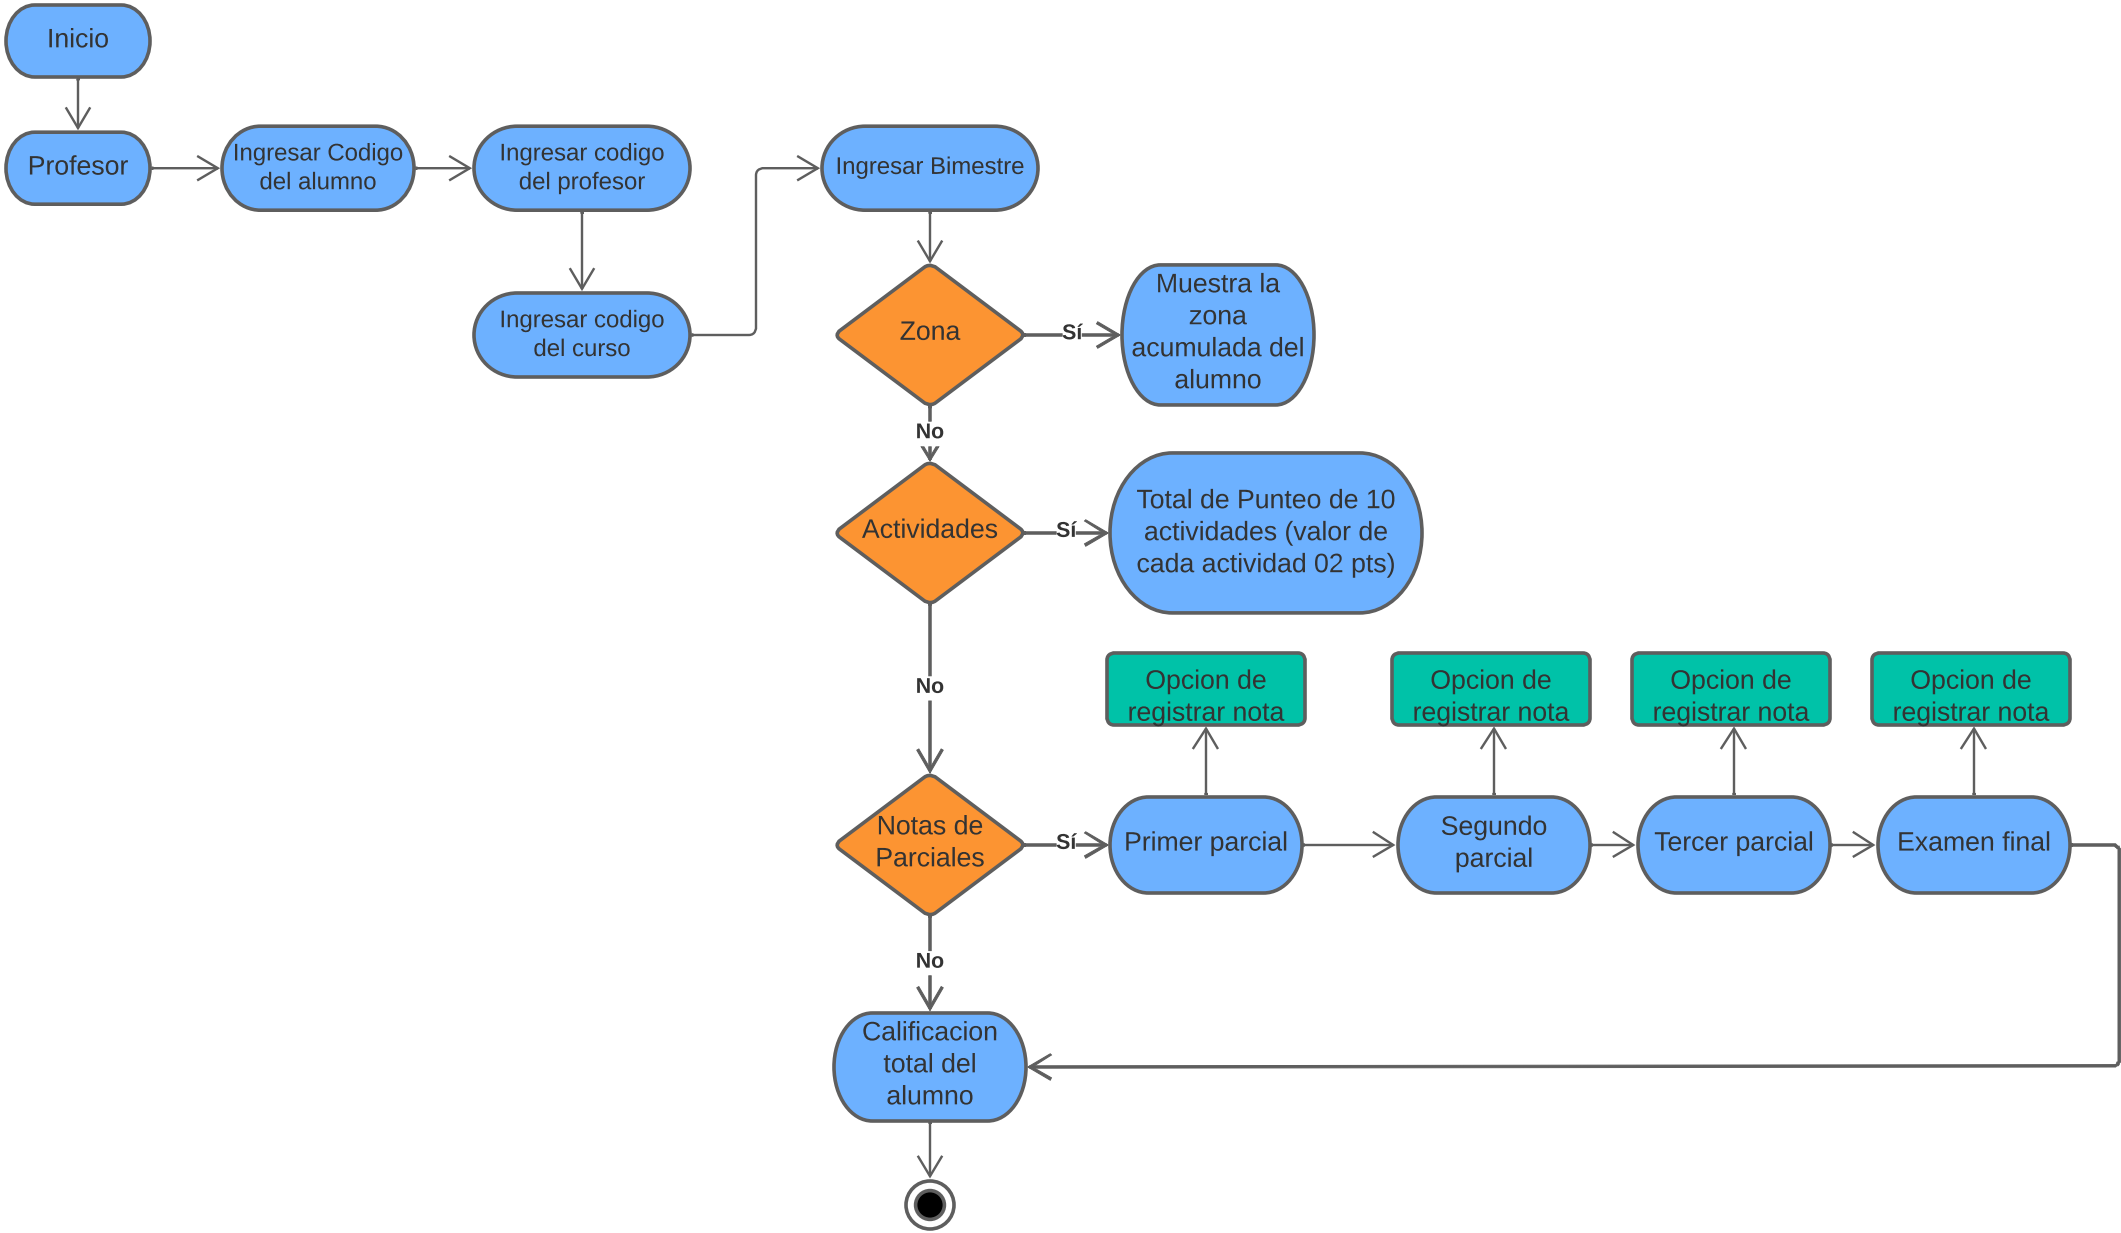 Inicio
Profesor
Ingresar Codigo
del alumno
Ingresar codigo
del profesor
Ingresar codigo
del curso
Ingresar Bimestre
Zona
Sí
Muestra la
zona
acumulada del
alumno
No
Actividades
Sí
Total de Punteo de 10
actividades (valor de
cada actividad 02 pts)
No
Notas de
Parciales
Sí
Primer parcial
Opcion de
registrar nota
Segundo
parcial
Opcion de
registrar nota
Tercer parcial
Opcion de
registrar nota
Examen final
Opcion de
registrar nota
No
Calificacion
total del
alumno